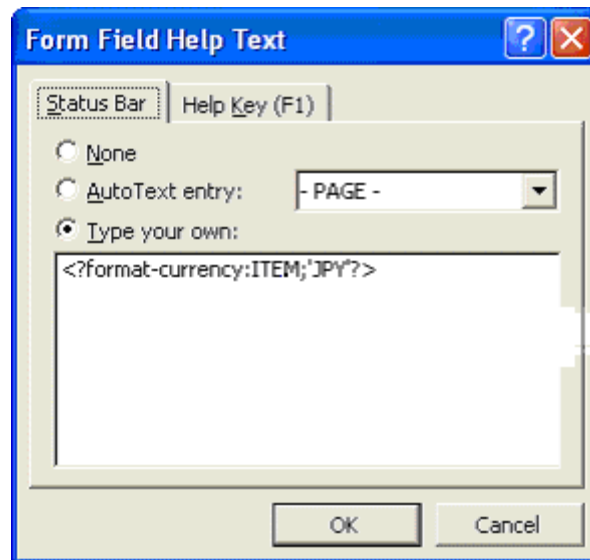 Form Field Help Text
Status Bar
Help Key (F1)
None
AutoText entry:
- PAGE -
Type your own:
<?format-currency:ITEM;'JPY'?>
OK
Cancel